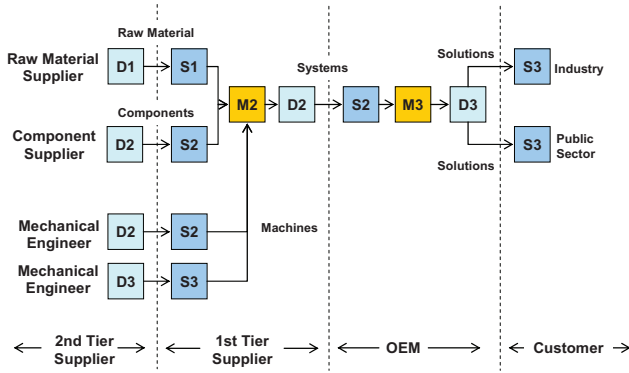 Raw Material
Raw Material
Supplier
D1
S1
Components
Component
Supplier
D2
S2
M2
D2
Systems
S2
M3
D3
Solutions
S3
Industry
S3
Public
Sector
Solutions
Mechanical
Engineer
D2
S2
Machines
Mechanical
Engineer
D3
S3
2nd Tier
Supplier
1st Tier
Supplier
OEM
Customer